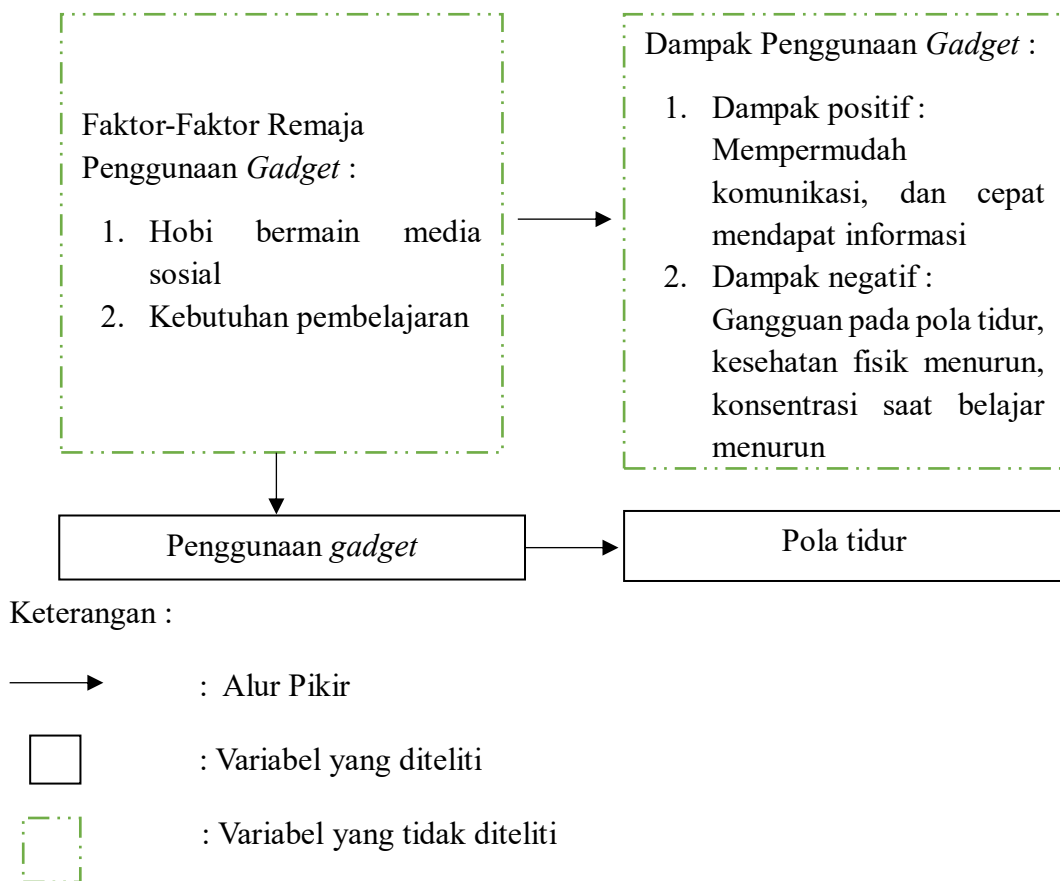 Faktor-Faktor Remaja
Penggunaan Gadget :
1. Hobi bermain media
sosial
2. Kebutuhan pembelajaran
Dampak Penggunaan Gadget :
1. Dampak positif :
Mempermudah
komunikasi, dan cepat
mendapat informasi
2. Dampak negatif :
Gangguan pada pola tidur,
kesehatan fisik menurun,
konsentrasi saat belajar
menurun
Penggunaan gadget
Pola tidur
Keterangan :
: Alur Pikir
: Variabel yang diteliti
: Variabel yang tidak diteliti